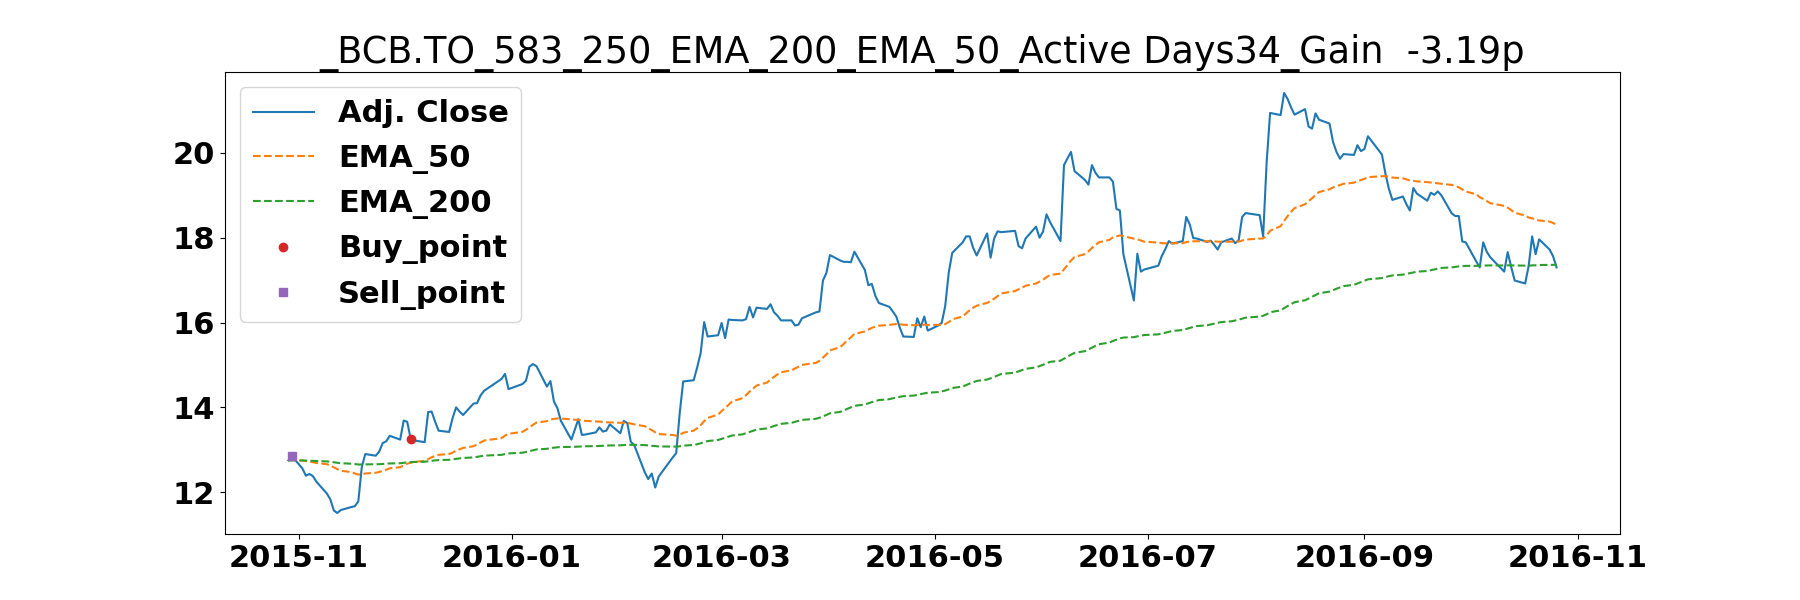 _BCB.TO_583_250_EMA_200_EMA_50_Active Days34_Gain  -3.19p
Adj. Close
EMA_50
EMA_200
Buy_point
Sell_point
20
18
16
14
12
2015-11 2016-01 2016-03 2016-05 2016-07 2016-09 2016-11